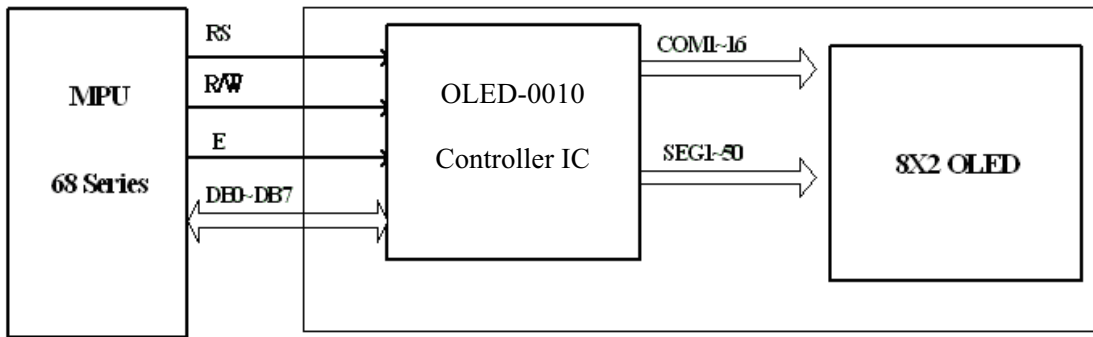 MPU
68 Series
RS
R/W
E
DB0~DB7
OLED-0010
Controller IC
COM1~16
SEG1~50
8X2 OLED